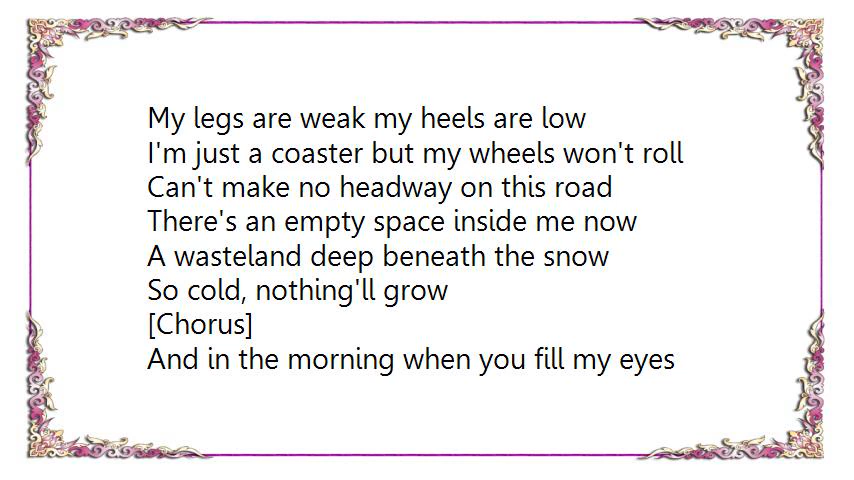 My legs are weak my heels are low
I'm just a coaster but my wheels won't roll
Can't make no headway on this road
There's an empty space inside me now
A wasteland deep beneath the snow
So cold, nothing'll grow
[Chorus]
And in the morning when you fill my eyes